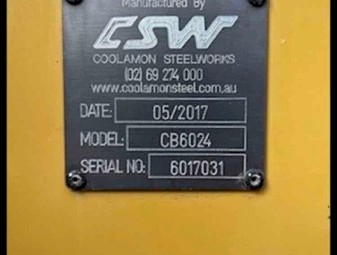 Manufactured By
CSW
COOLAMON STEELWORKS
(02) 69 274 000
www.coolamonsteel.com.au
DATE: 05/2017
MODEL: CB6024
SERIAL NO: 6017031